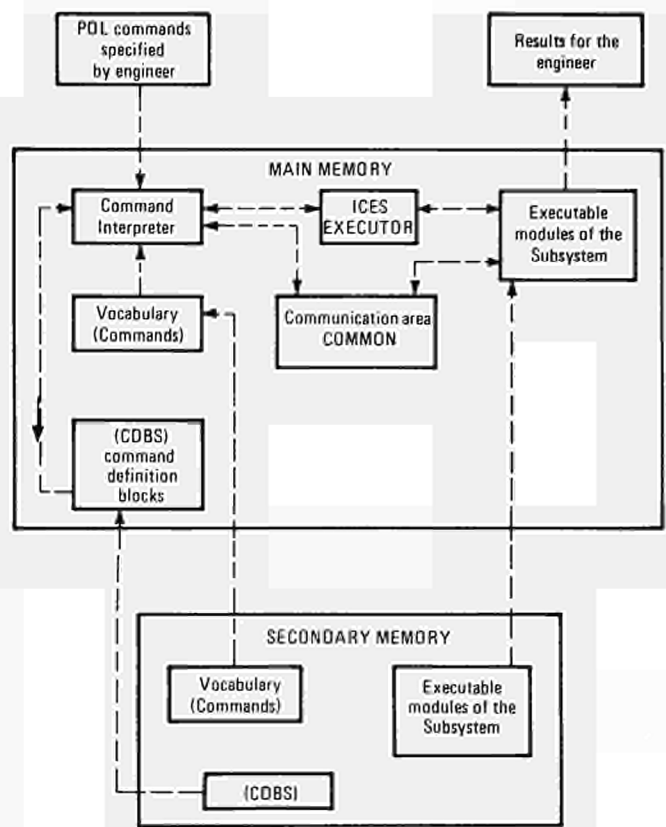 POL commands
specified
by engineer
Results for the
engineer
MAIN MEMORY
Command
Interpreter
ICES
EXECUTOR
Executable
modules of the
Subsystem
Vocabulary
(Commands)
Communication area
COMMON
(CDBS)
command
definition
blocks
SECONDARY MEMORY
Vocabulary
(Commands)
Executable
modules of the
Subsystem
(CDBS)